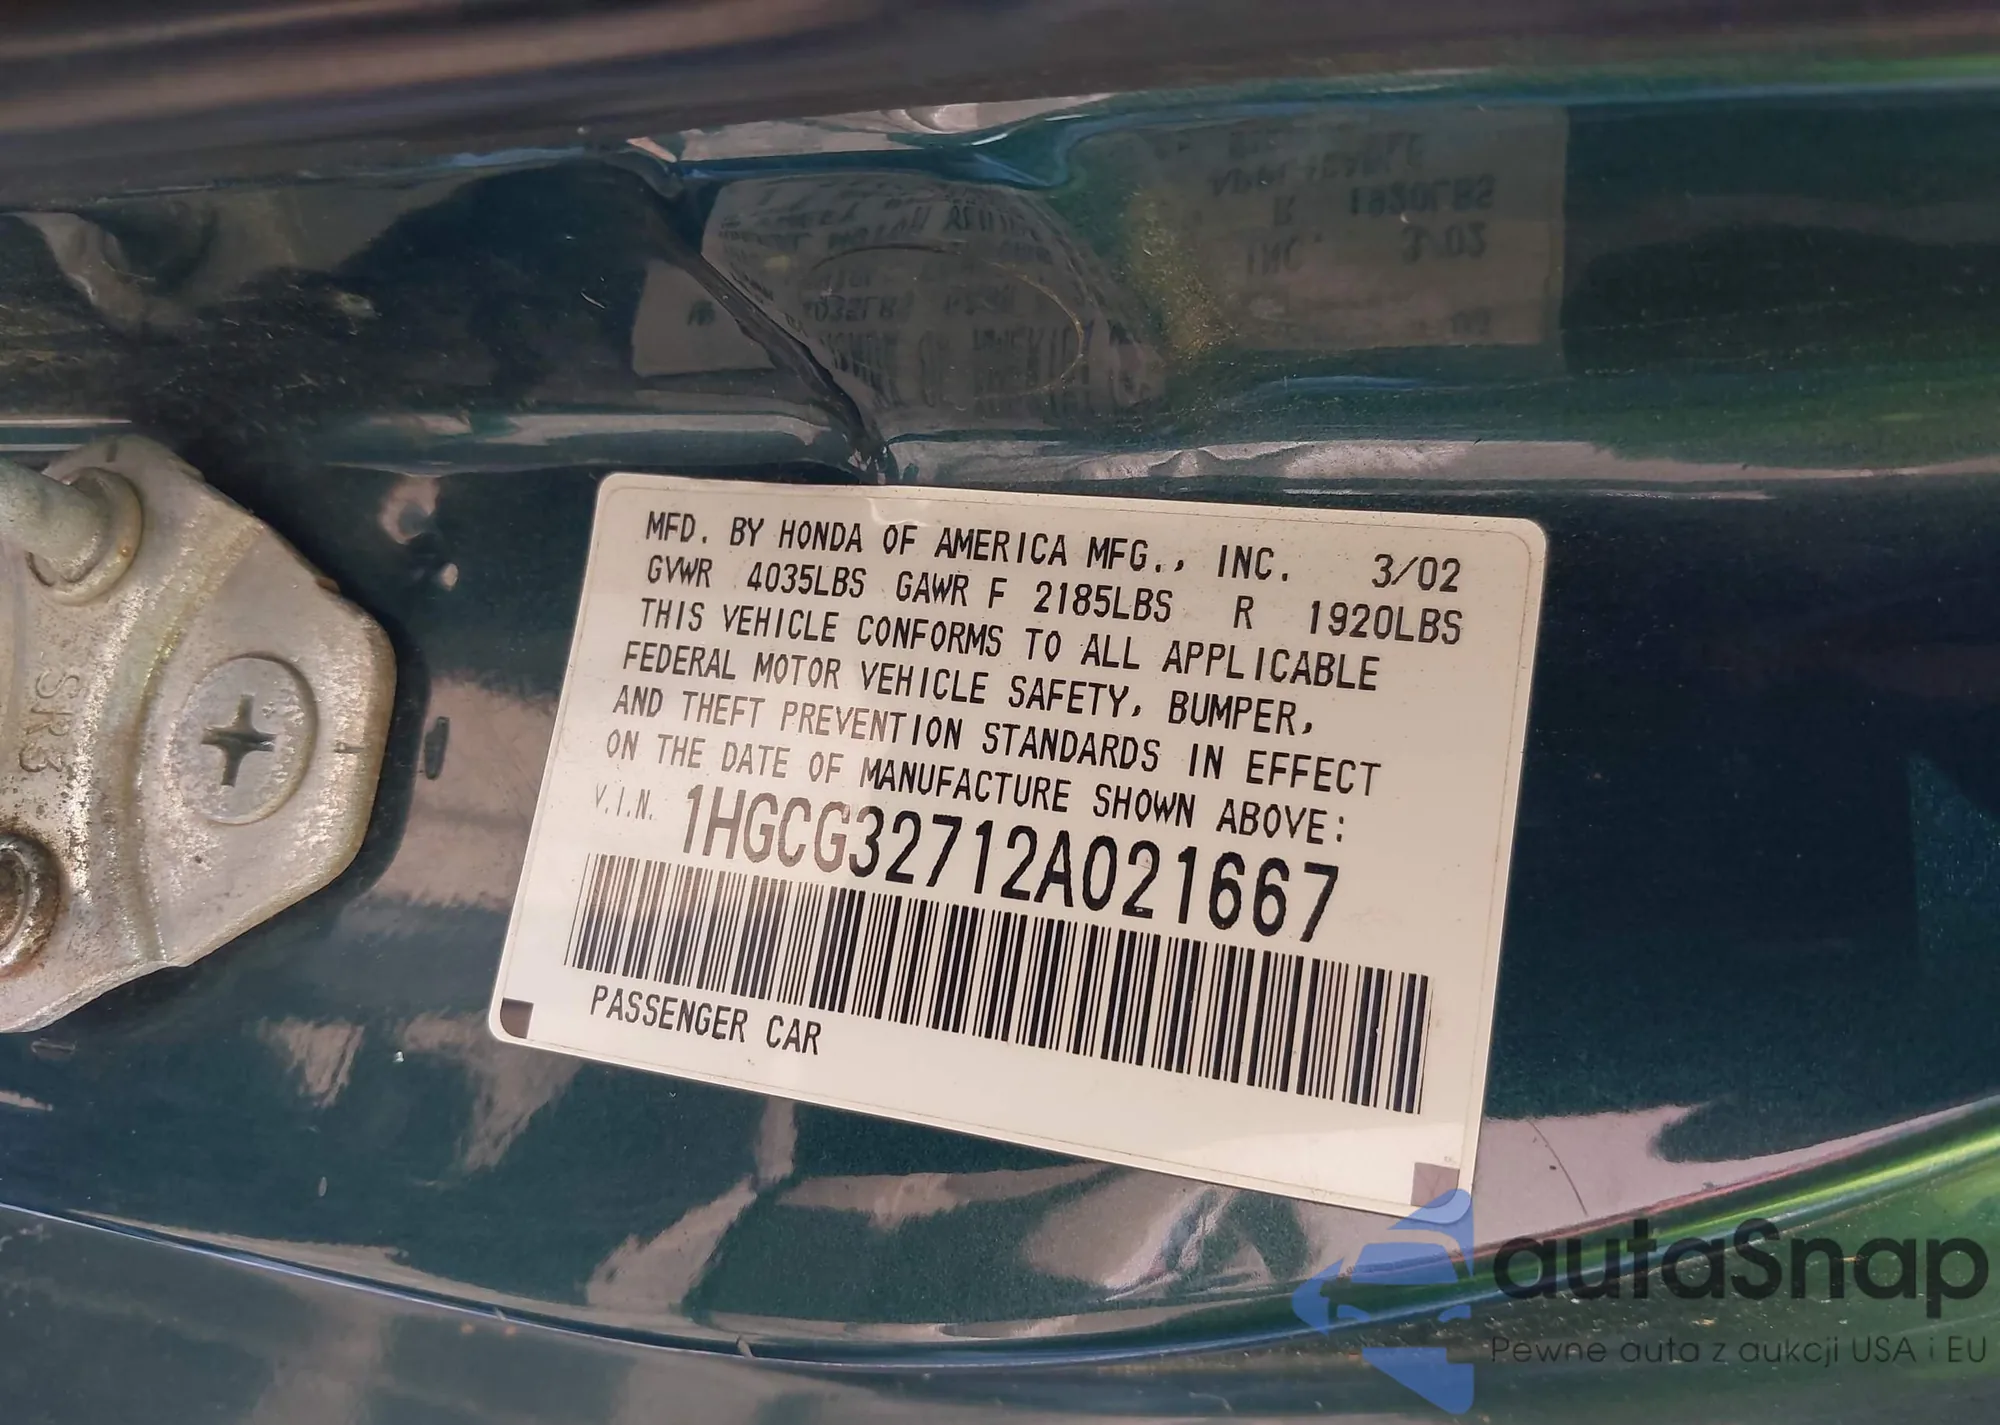 MFD. BY HONDA OF AMERICA MFG., INC. 3/02
GVWR 4035LBS GAWR F 2185LBS R 1920LBS
THIS VEHICLE CONFORMS TO ALL APPLICABLE
FEDERAL MOTOR VEHICLE SAFETY, BUMPER,
AND THEFT PREVENTION STANDARDS IN EFFECT
ON THE DATE OF MANUFACTURE SHOWN ABOVE:
V.I.N. 1HGCG32712A021667
PASSENGER CAR
SK3
autaSnap
Pewne auta z aukcji USA i EU